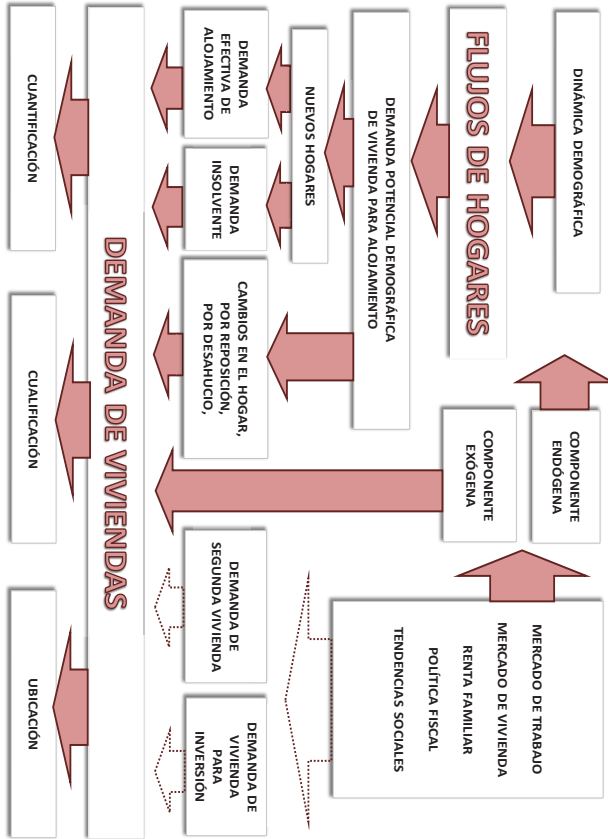 DINÁMICA DEMOGRÁFICA
FLUJOS DE HOGARES
DEMANDA POTENCIAL DEMOGRÁFICA
DE VIVIENDA PARA ALOJAMIENTO
NUEVOS HOGARES
DEMANDA
EFECTIVA DE
ALOJAMIENTO
DEMANDA
INSOLVENTE
CAMBIOS EN EL HOGAR,
POR REPOSICIÓN,
POR DESAHUCIO,
COMPONENTE
ENDÓGENA
COMPONENTE
EXÓGENA
MERCADO DE TRABAJO
MERCADO DE VIVIENDA
RENTA FAMILIAR
POLÍTICA FISCAL
TENDENCIAS SOCIALES
DEMANDA DE
SEGUNDA VIVIENDA
DEMANDA DE
VIVIENDA
PARA
INVERSIÓN
DEMANDA DE VIVIENDAS
CUANTIFICACIÓN
CUALIFICACIÓN
UBICACIÓN